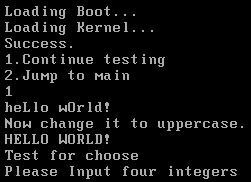 Loading Boot...
Loading Kernel...
Success.
1.Continue testing
2.Jump to main
1
heLlo wOrld!
Now change it to uppercase.
HELLO WORLD!
Test for choose
Please Input four integers